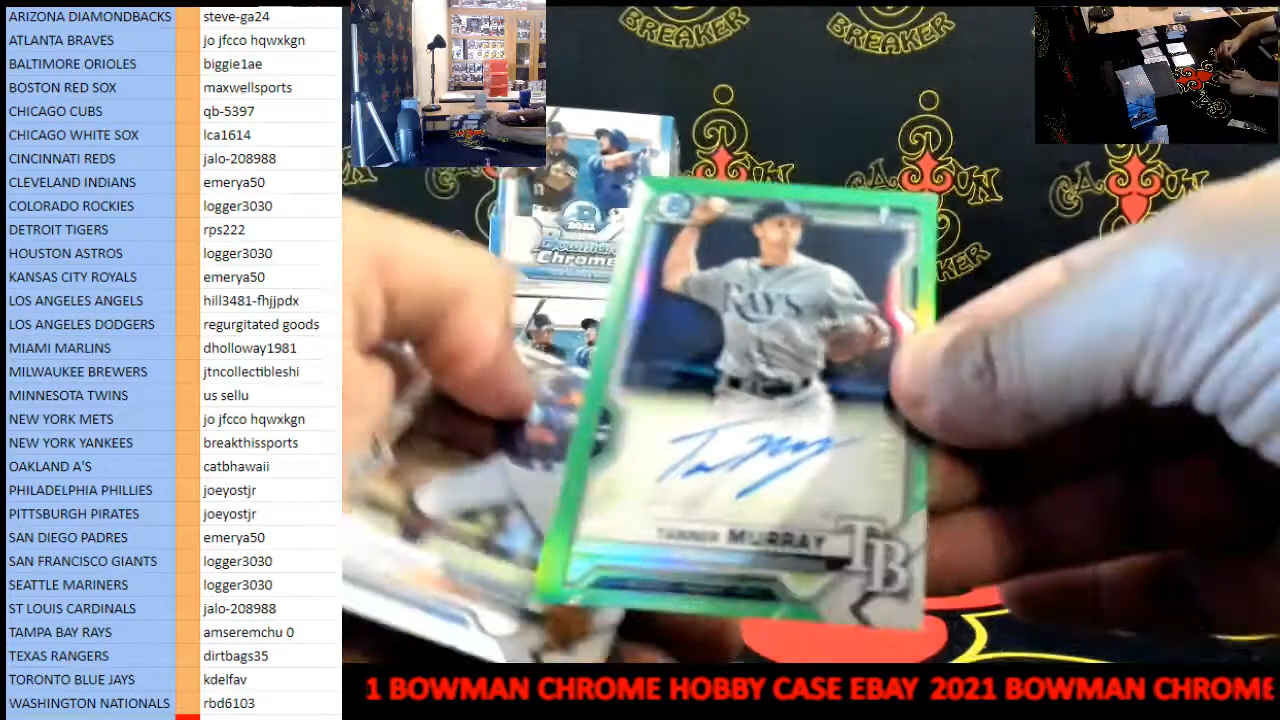 ARIZONA DIAMONDBACKS steve-ga24
ATLANTA BRAVES jo jfcco hqwxkgn
BALTIMORE ORIOLES biggie1ae
BOSTON RED SOX maxwellsports
CHICAGO CUBS qb-5397
CHICAGO WHITE SOX lca1614
CINCINNATI REDS jalo-208988
CLEVELAND INDIANS emerya50
COLORADO ROCKIES logger3030
DETROIT TIGERS rps222
HOUSTON ASTROS logger3030
KANSAS CITY ROYALS emerya50
LOS ANGELES ANGELS hill3481-fhjjpdx
LOS ANGELES DODGERS regurgitated goods
MIAMI MARLINS dholloway1981
MILWAUKEE BREWERS jtncollectibleshi
MINNESOTA TWINS us sellu
NEW YORK METS jo jfcco hqwxkgn
NEW YORK YANKEES breakthissports
OAKLAND A'S catbhawaii
PHILADELPHIA PHILLIES joeyostjr
PITTSBURGH PIRATES joeyostjr
SAN DIEGO PADRES emerya50
SAN FRANCISCO GIANTS logger3030
SEATTLE MARINERS logger3030
ST LOUIS CARDINALS jalo-208988
TAMPA BAY RAYS amseremchu 0
TEXAS RANGERS dirtbags35
TORONTO BLUE JAYS kdelfav
WASHINGTON NATIONALS rbd6103
BREAKER
BREAKER
CAJUN
BREAKER
2021
Bowman
Chrome
RAYS
TANNER MURRAY
TB
1 BOWMAN CHROME HOBBY CASE EBAY 2021 BOWMAN CHROME